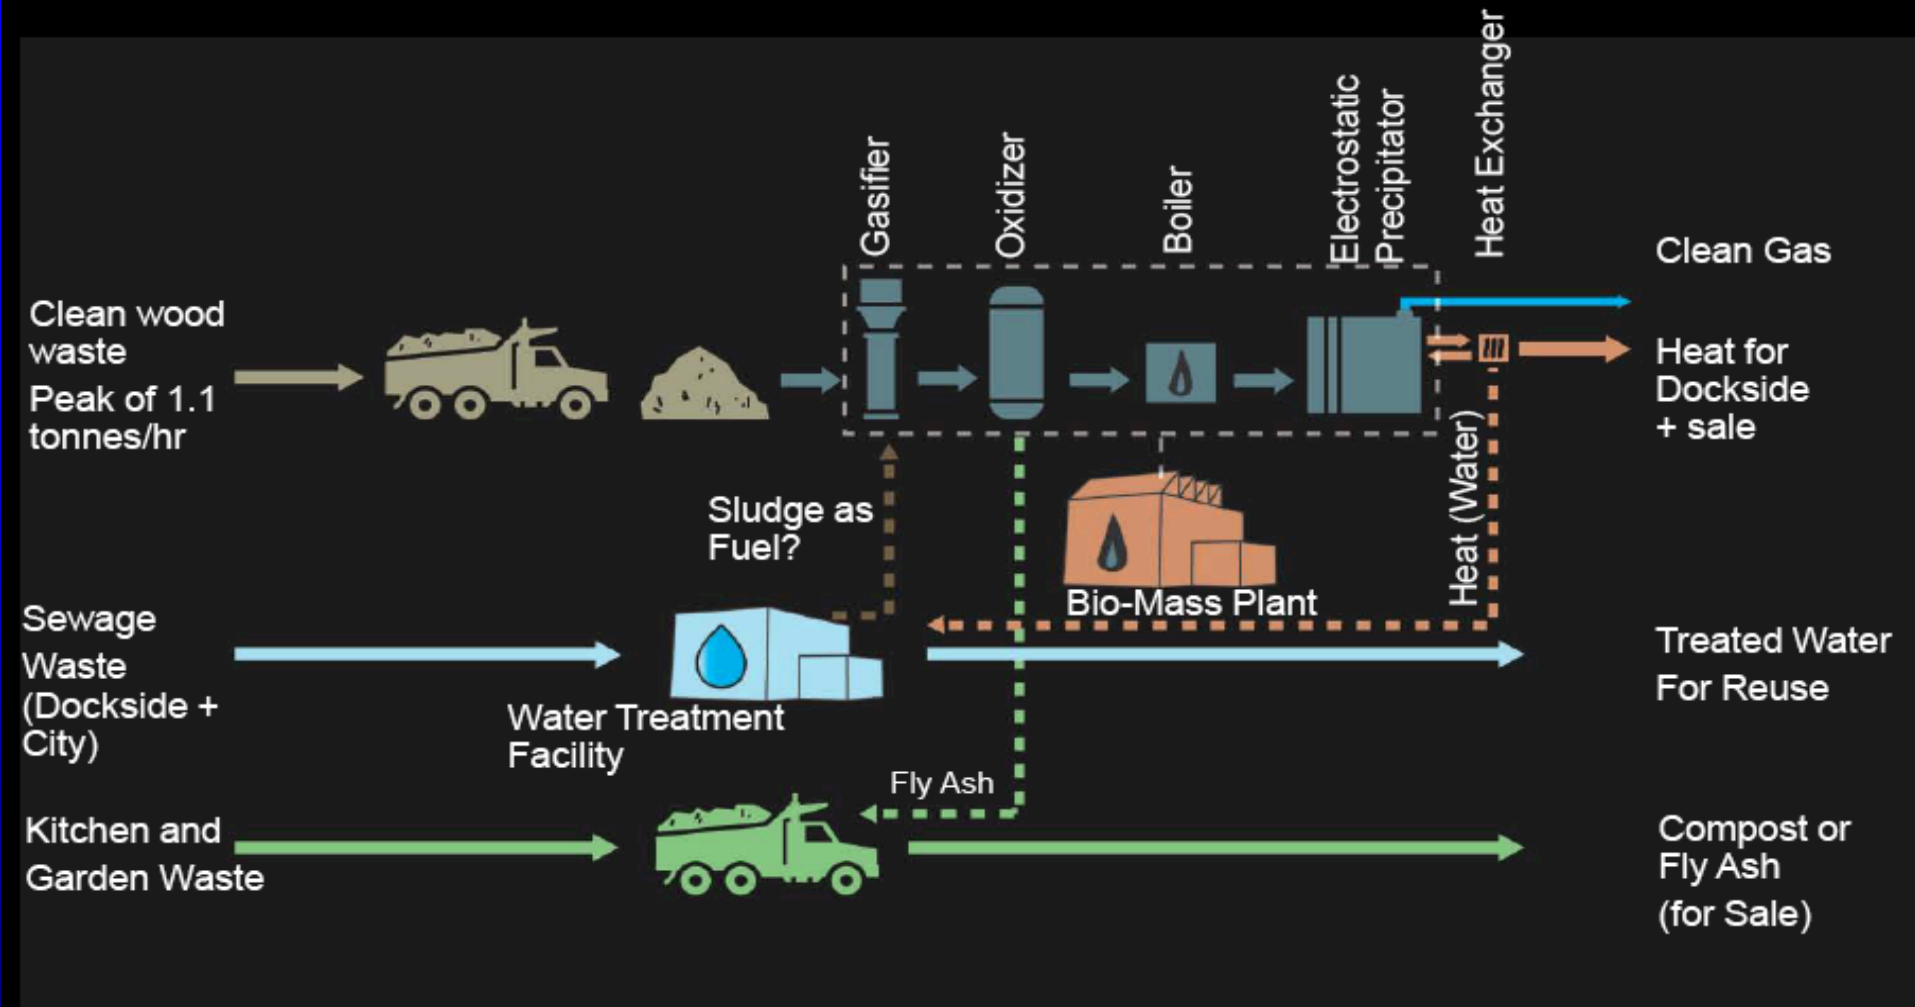 Gasifier
Oxidizer
Boiler
Electrostatic
Precipitator
Heat Exchanger
Clean wood
waste
Peak of 1.1
tonnes/hr
Clean Gas
Heat for
Dockside
+ sale
Sludge as
Fuel?
Heat (Water)
Bio-Mass Plant
Sewage
Waste
(Dockside +
City)
Water Treatment
Facility
Treated Water
For Reuse
Fly Ash
Kitchen and
Garden Waste
Compost or
Fly Ash
(for Sale)